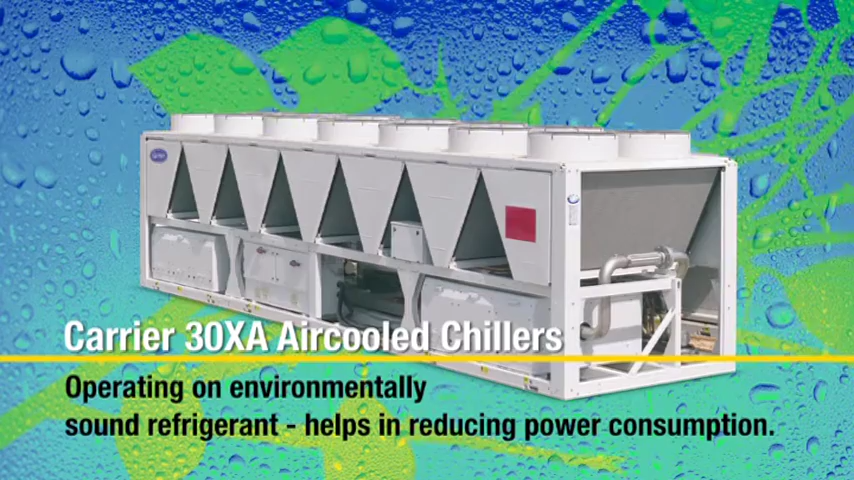 Carrier 30XA Aircooled Chillers
Operating on environmentally
sound refrigerant - helps in reducing power consumption.